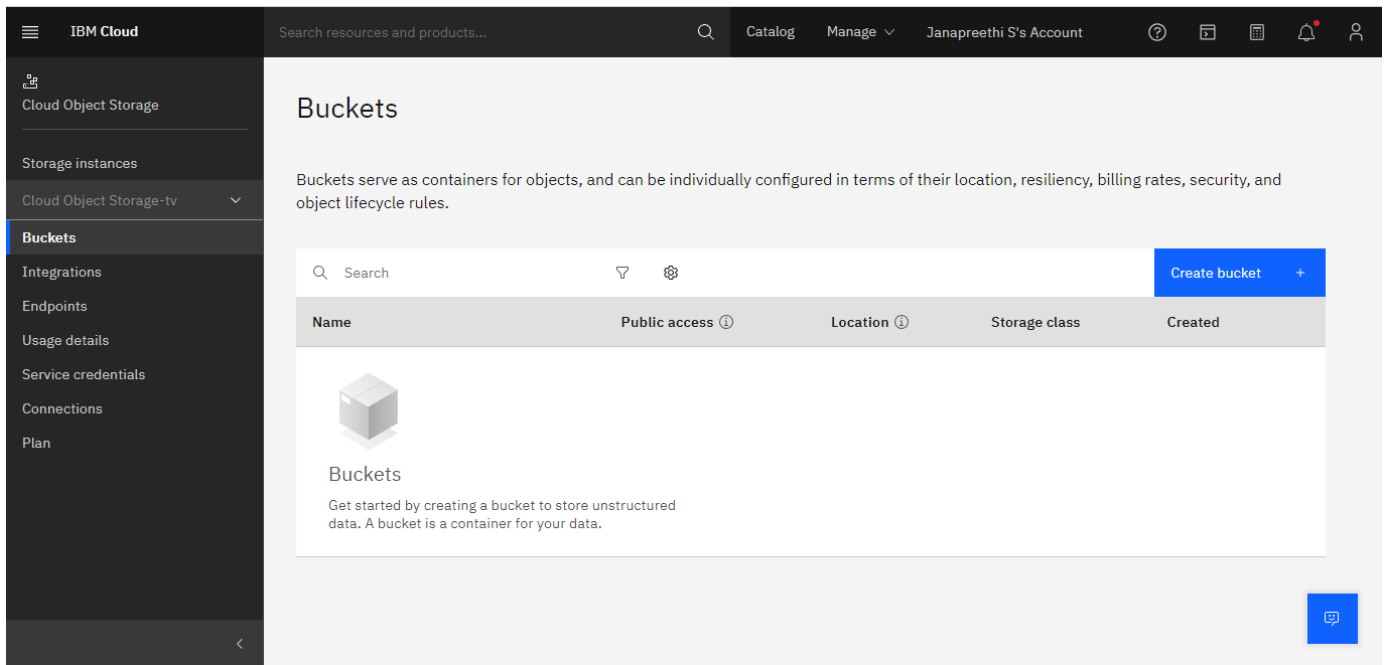 IBM Cloud
Search resources and products...
Catalog
Manage
Janapreethi S's Account
Cloud Object Storage
Storage instances
Cloud Object Storage-tv
Buckets
Integrations
Endpoints
Usage details
Service credentials
Connections
Plan
Buckets
Buckets serve as containers for objects, and can be individually configured in terms of their location, resiliency, billing rates, security, and
object lifecycle rules.
Search
Create bucket +
Name Public access Location Storage class Created
Buckets
Get started by creating a bucket to store unstructured
data. A bucket is a container for your data.